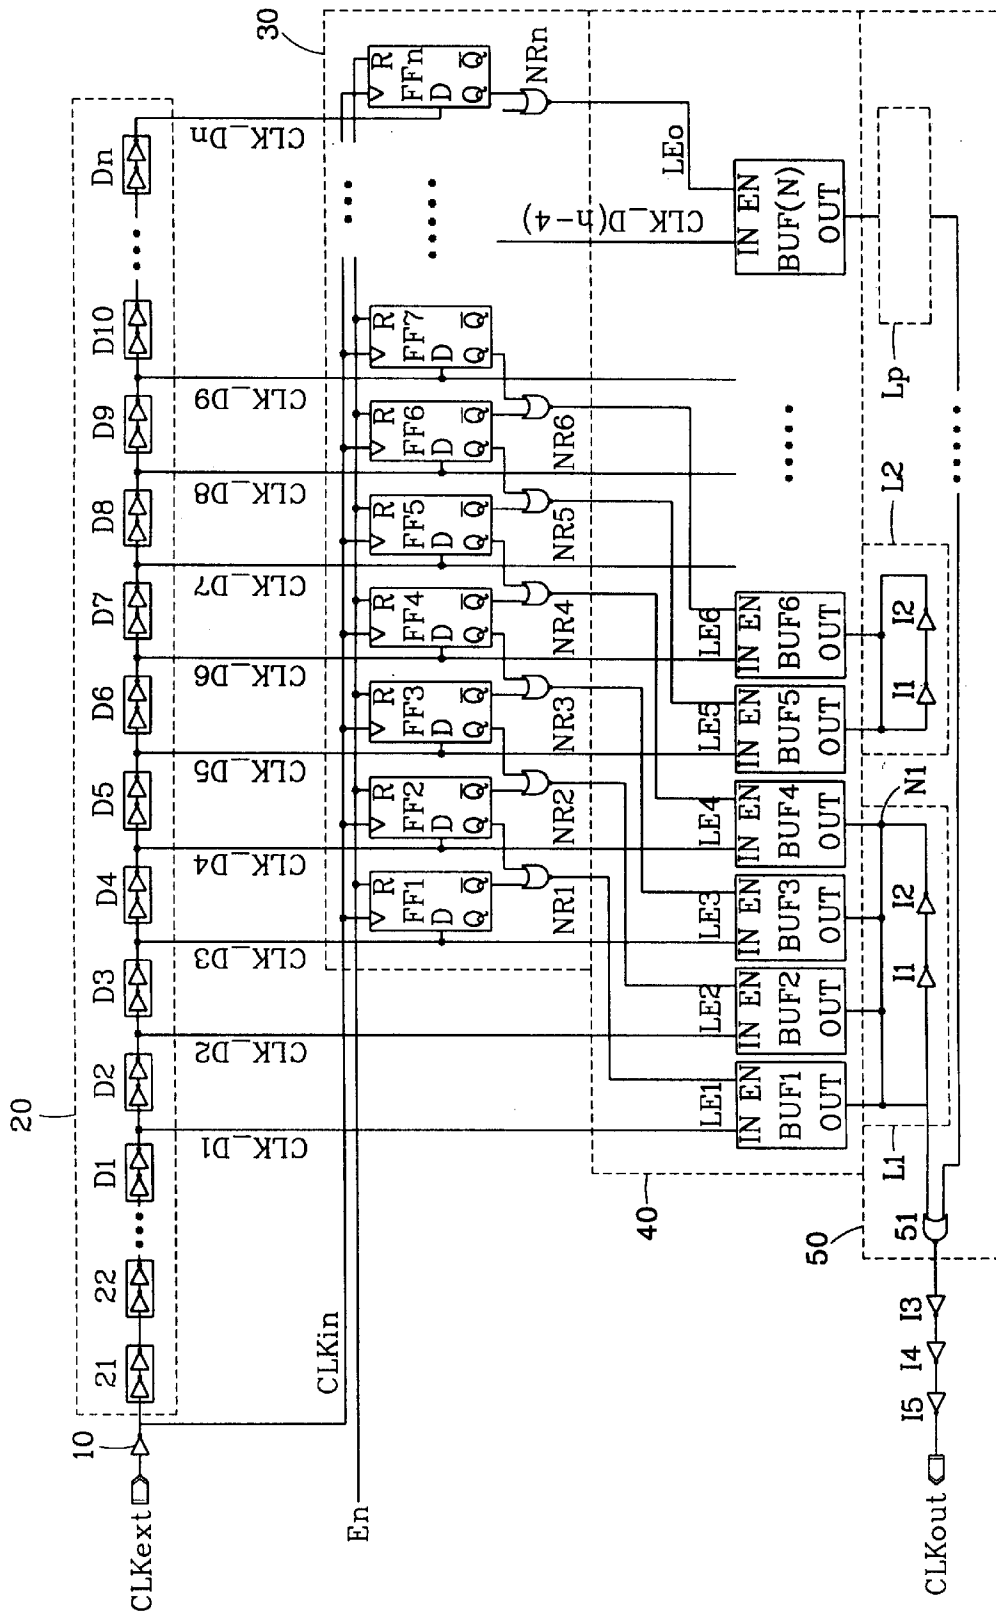 CLKext
10
20
21
22
D1
D2
D3
D4
D5
D6
D7
D8
D9
D10
Dn
CLK_D1
CLK_D2
CLK_D3
CLK_D4
CLK_D5
CLK_D6
CLK_D7
CLK_D8
CLK_D9
CLK_Dn
CLKin
En
30
R
FF1
D
Q
Q̅
R
FF2
D
Q
Q̅
R
FF3
D
Q
Q̅
R
FF4
D
Q
Q̅
R
FF5
D
Q
Q̅
R
FF6
D
Q
Q̅
R
FF7
D
Q
Q̅
R
FFn
D
Q
Q̅
NR1
NR2
NR3
NR4
NR5
NR6
NRn
CLK_D(h-4)
40
LE1
LE2
LE3
LE4
LE5
LE6
LEo
IN EN
BUF1
OUT
IN EN
BUF2
OUT
IN EN
BUF3
OUT
IN EN
BUF4
OUT
IN EN
BUF5
OUT
IN EN
BUF6
OUT
IN EN
BUF(N)
OUT
50
L1
I1
I2
N1
L2
I1
I2
Lp
51
I3
I4
I5
CLKout